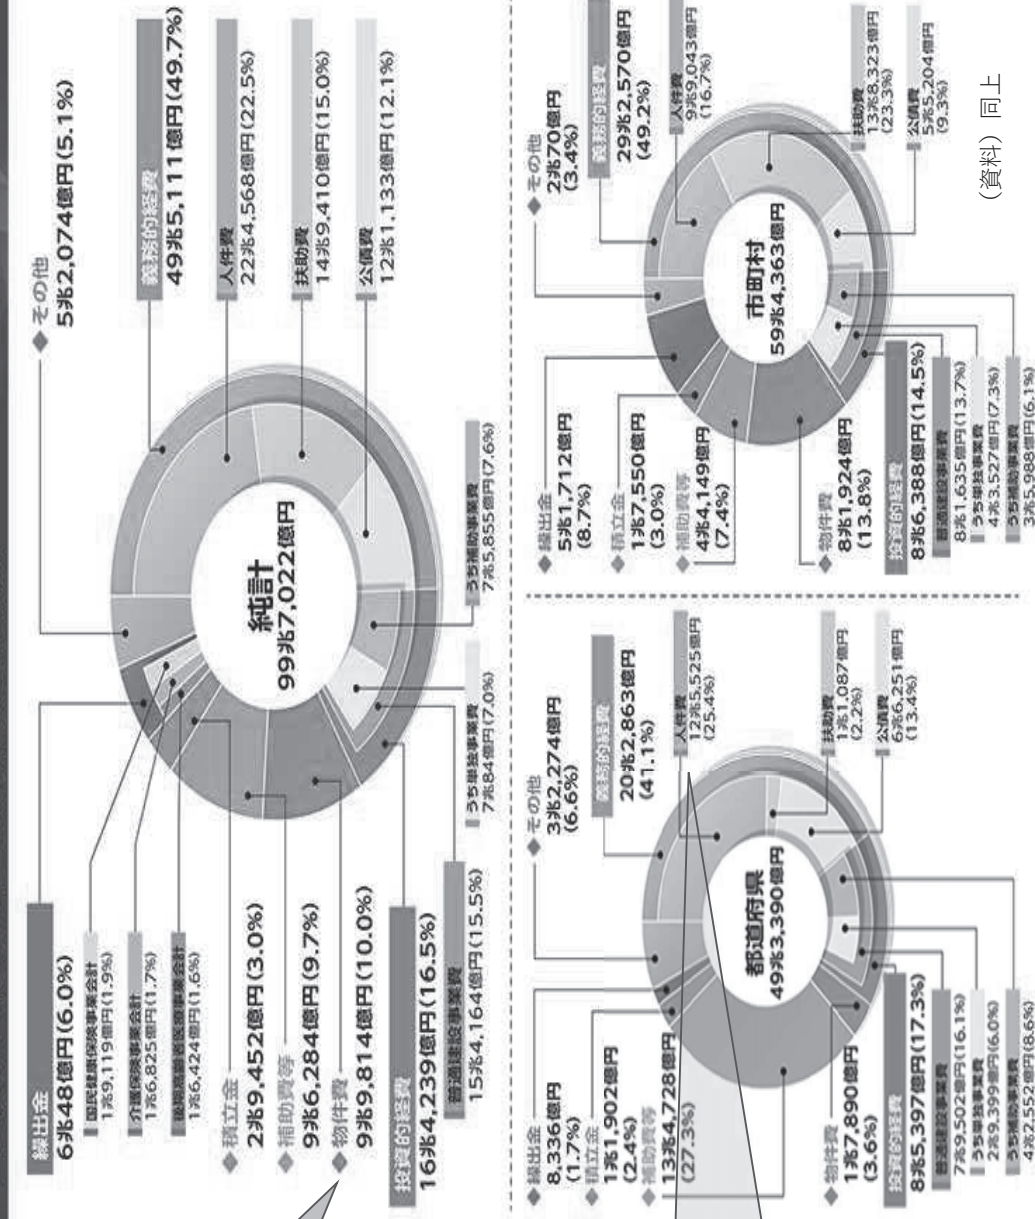 純計
99兆7,022億円
◆その他
5兆2,074億円(5.1%)
義務的経費
49兆5,111億円(49.7%)
人件費
22兆4,568億円(22.5%)
扶助費
14兆9,410億円(15.0%)
公債費
12兆1,133億円(12.1%)
繰出金
6兆48億円(6.0%)
国民健康保険事業会計
1兆9,119億円(1.9%)
介護保険事業会計
1兆6,825億円(1.7%)
後期高齢者医療事業会計
1兆6,424億円(1.6%)
◆積立金
2兆9,452億円(3.0%)
◆補助費等
9兆6,284億円(9.7%)
◆物件費
9兆9,814億円(10.0%)
投資的経費
16兆4,239億円(16.5%)
普通建設事業費
15兆4,164億円(15.5%)
うち単独事業費
7兆84億円(7.0%)
うち補助事業費
7兆5,855億円(7.6%)
都道府県
49兆3,390億円
◆その他
3兆2,274億円
(6.6%)
義務的経費
20兆2,863億円
(41.1%)
人件費
12兆5,525億円
(25.4%)
扶助費
1兆1,087億円
(2.2%)
公債費
6兆6,251億円
(13.4%)
◆繰出金
8,336億円
(1.7%)
◆積立金
1兆1,902億円
(2.4%)
◆補助費等
13兆4,728億円
(27.3%)
◆物件費
1兆7,890億円
(3.6%)
投資的経費
8兆5,397億円(17.3%)
普通建設事業費
7兆9,502億円(16.1%)
うち単独事業費
2兆9,399億円(6.0%)
うち補助事業費
4兆2,552億円(8.6%)
市町村
59兆4,363億円
◆その他
2兆70億円
(3.4%)
義務的経費
29兆2,570億円
(49.2%)
人件費
9兆9,043億円
(16.7%)
扶助費
13兆8,323億円
(23.3%)
公債費
5兆5,204億円
(9.3%)
◆繰出金
5兆1,712億円
(8.7%)
◆積立金
1兆7,550億円
(3.0%)
◆補助費等
4兆4,149億円
(7.4%)
◆物件費
8兆1,924億円
(13.8%)
投資的経費
8兆6,388億円(14.5%)
普通建設事業費
8兆1,635億円(13.7%)
うち単独事業費
4兆3,527億円(7.3%)
うち補助事業費
3兆5,988億円(6.1%)
(資料)同上